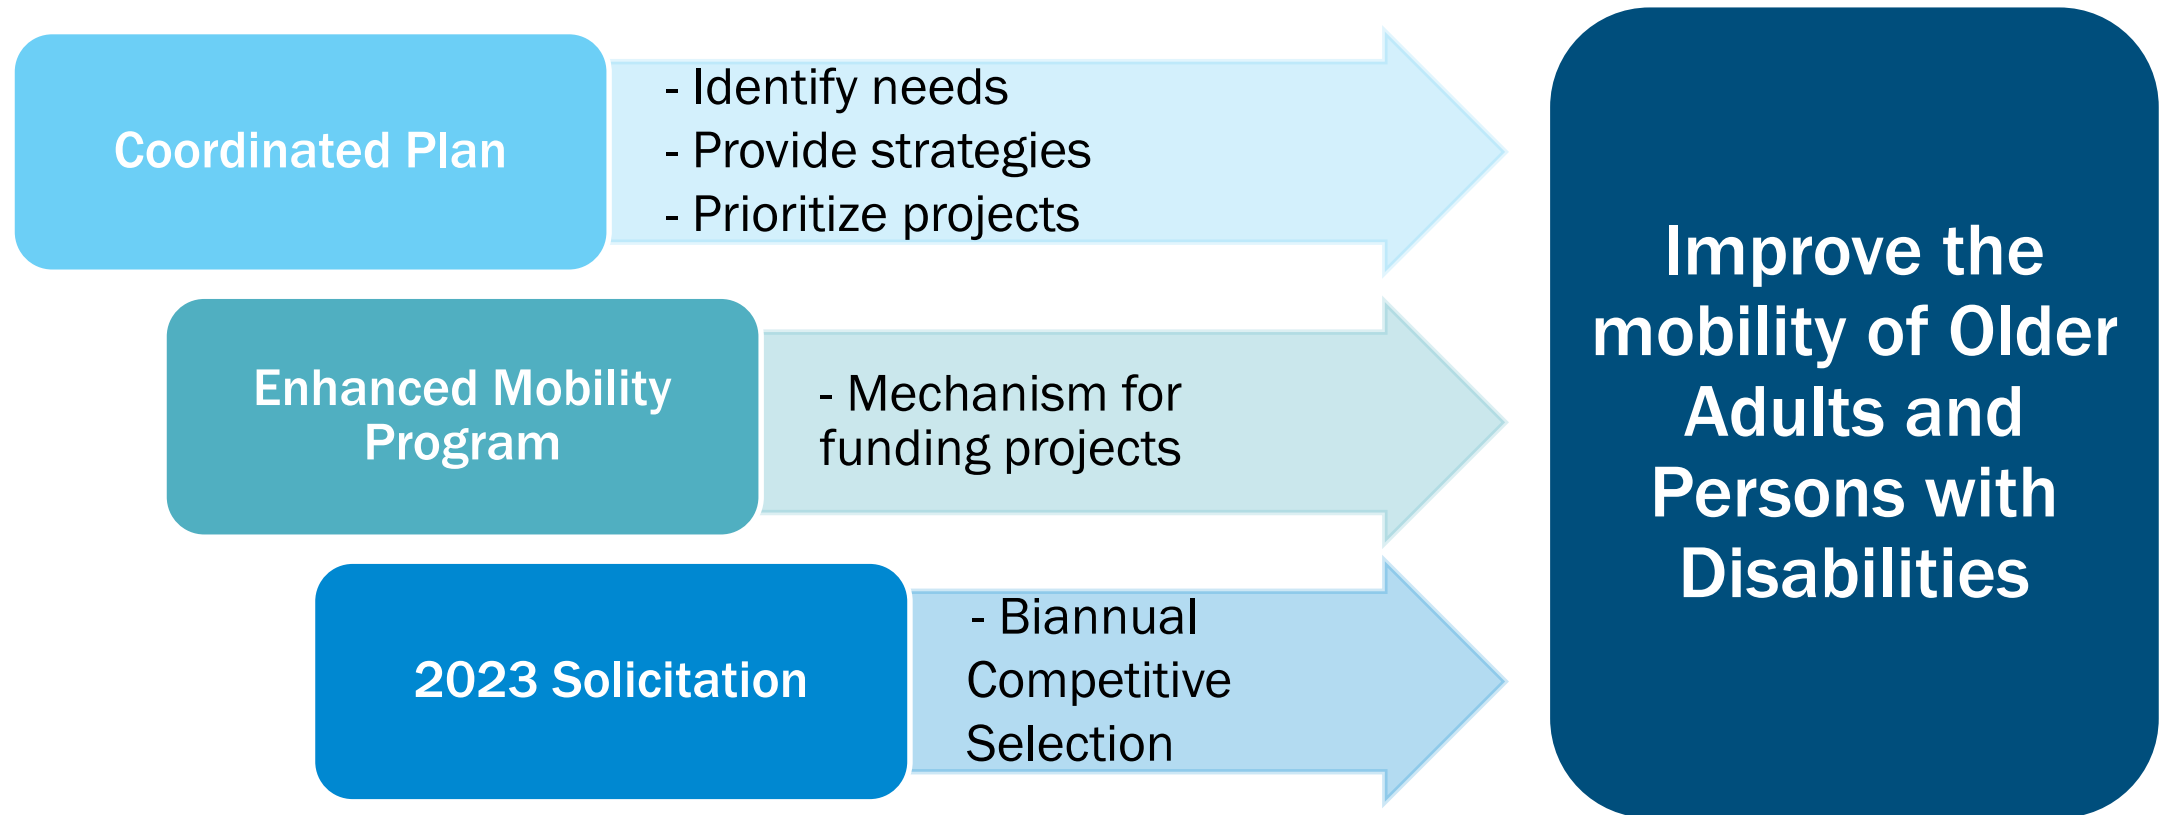 Coordinated Plan
- Identify needs
- Provide strategies
- Prioritize projects
Enhanced Mobility
Program
- Mechanism for
funding projects
2023 Solicitation
- Biannual
Competitive
Selection
Improve the
mobility of Older
Adults and
Persons with
Disabilities